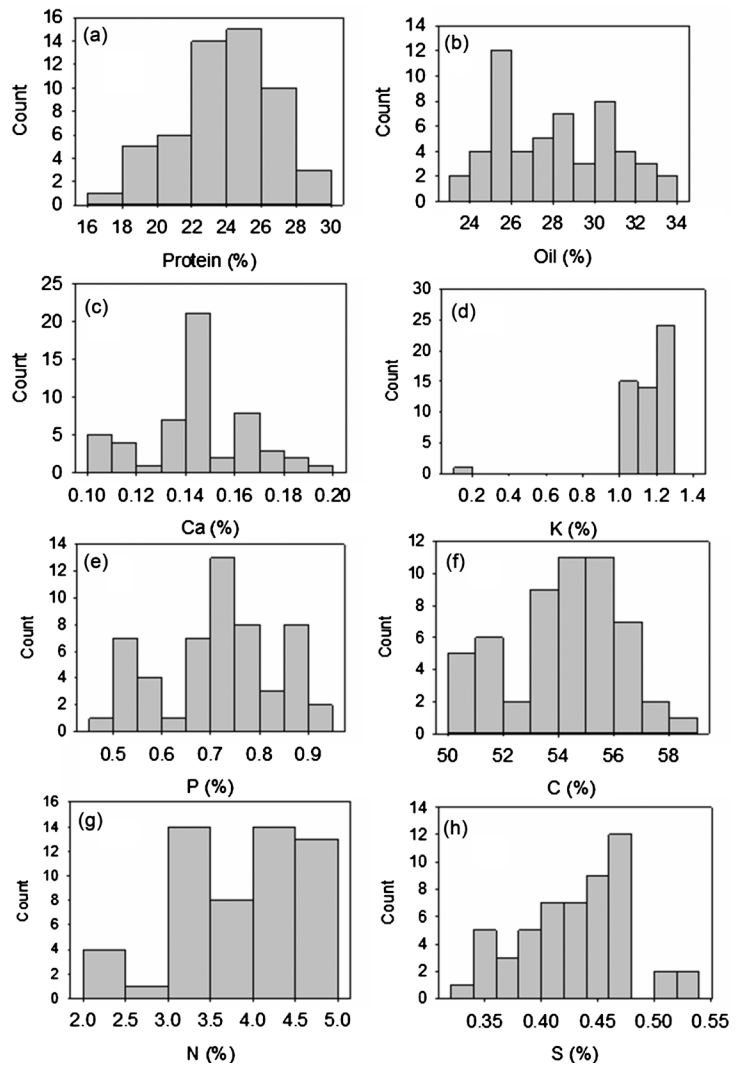 (a)
Count
16
14
12
10
8
6
4
2
0
16 18 20 22 24 26 28 30
Protein (%)
(b)
Count
14
12
10
8
6
4
2
0
24 26 28 30 32 34
Oil (%)
(c)
Count
25
20
15
10
5
0
0.10 0.12 0.14 0.16 0.18 0.20
Ca (%)
(d)
Count
30
25
20
15
10
5
0
0.2 0.4 0.6 0.8 1.0 1.2 1.4
K (%)
(e)
Count
14
12
10
8
6
4
2
0
0.5 0.6 0.7 0.8 0.9
P (%)
(f)
Count
12
10
8
6
4
2
0
50 52 54 56 58
C (%)
(g)
Count
16
14
12
10
8
6
4
2
0
2.0 2.5 3.0 3.5 4.0 4.5 5.0
N (%)
(h)
Count
14
12
10
8
6
4
2
0
0.35 0.40 0.45 0.50 0.55
S (%)